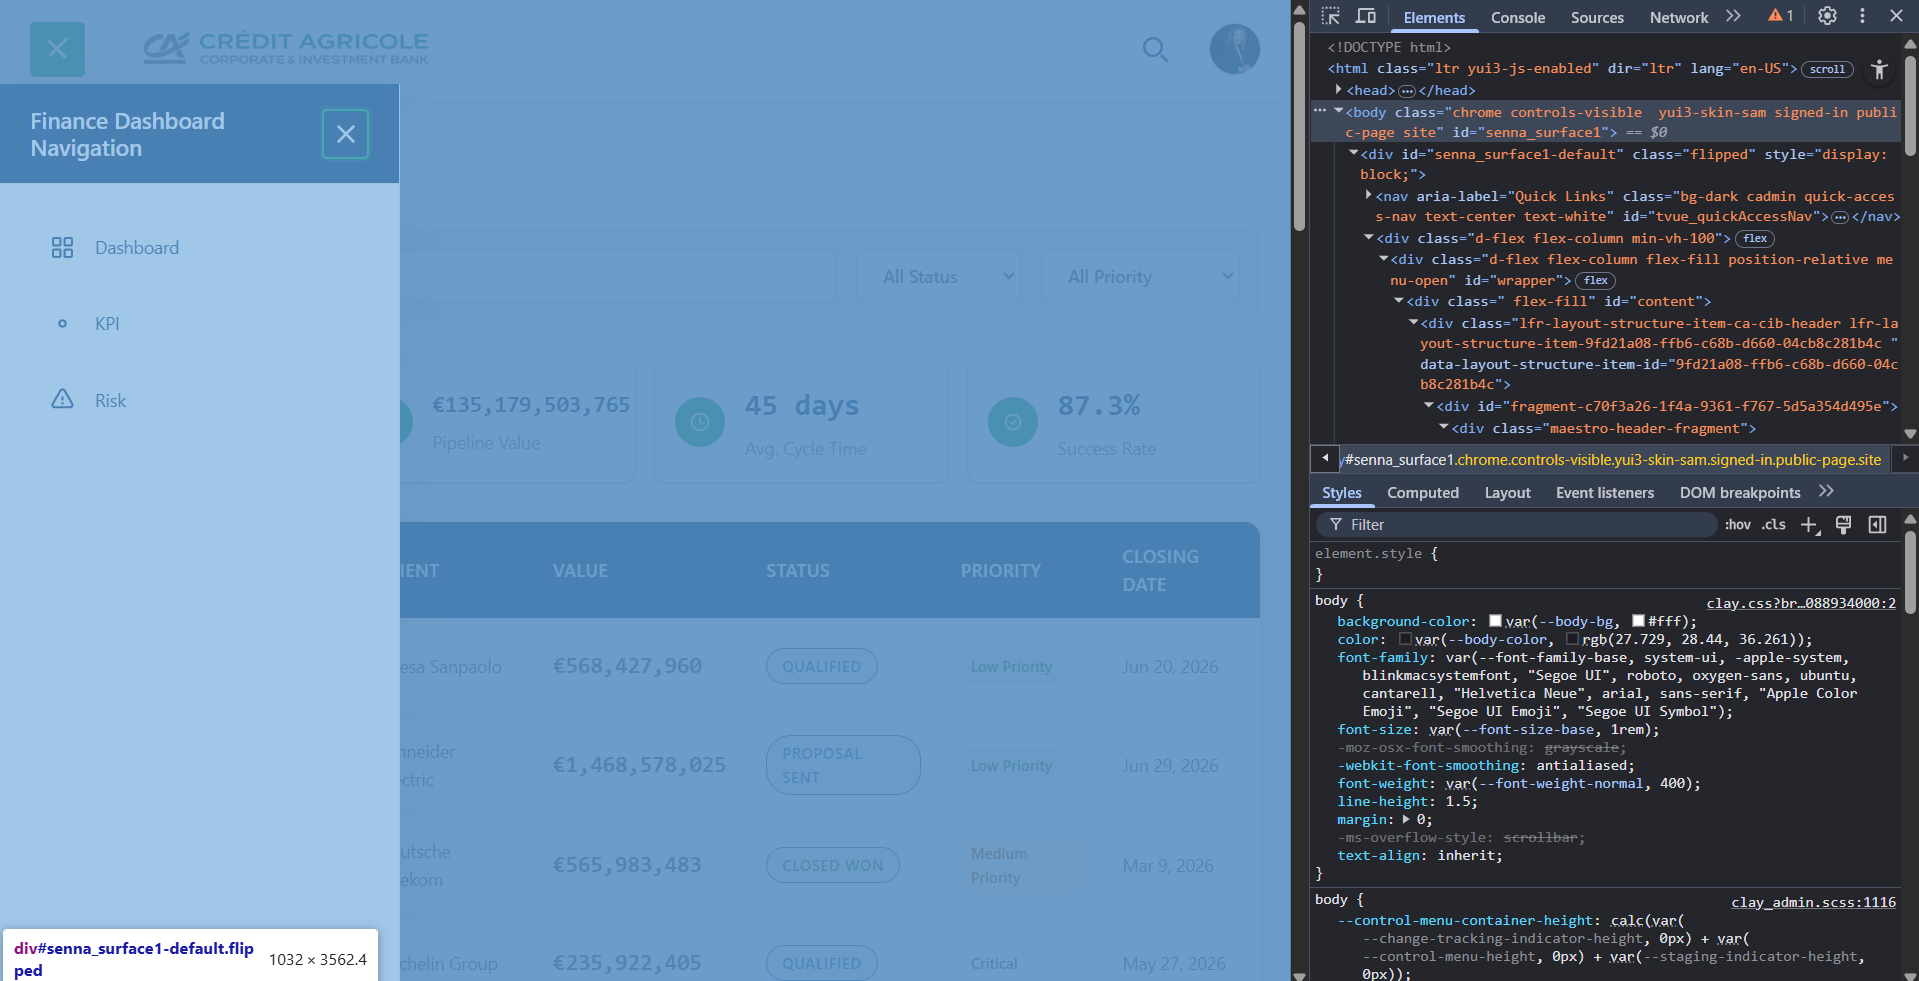 CRÉDIT AGRICOLE
CORPORATE & INVESTMENT BANK
Finance Dashboard
Navigation
Dashboard
KPI
Risk
All Status
All Priority
€135,179,503,765
Pipeline Value
45 days
Avg. Cycle Time
87.3%
Success Rate
IENT
VALUE
STATUS
PRIORITY
CLOSING
DATE
esa Sanpaolo
€568,427,960
QUALIFIED
Low Priority
Jun 20, 2026
hneider
ctric
€1,468,578,025
PROPOSAL
SENT
Low Priority
Jun 29, 2026
utsche
ekom
€565,983,483
CLOSED WON
Medium
Priority
Mar 9, 2026
chelin Group
€235,922,405
QUALIFIED
Critical
May 27, 2026
div#senna_surface1-default.flip
ped
1032 × 3562.4
Elements
Console
Sources
Network
1
<!DOCTYPE html>
<html class="ltr yui3-js-enabled" dir="ltr" lang="en-US"> scroll
<head> ⋯ </head>
<body class="chrome controls-visible  yui3-skin-sam signed-in publi
c-page site" id="senna_surface1"> == $0
<div id="senna_surface1-default" class="flipped" style="display:
block;">
<nav aria-label="Quick Links" class="bg-dark cadmin quick-acces
s-nav text-center text-white" id="tvue_quickAccessNav"> ⋯ </nav>
<div class="d-flex flex-column min-vh-100"> flex
<div class="d-flex flex-column flex-fill position-relative me
nu-open" id="wrapper"> flex
<div class=" flex-fill" id="content">
<div class="lfr-layout-structure-item-ca-cib-header lfr-la
yout-structure-item-9fd21a08-ffb6-c68b-d660-04cb8c281b4c "
data-layout-structure-item-id="9fd21a08-ffb6-c68b-d660-04c
b8c281b4c">
<div id="fragment-c70f3a26-1f4a-9361-f767-5d5a354d495e">
<div class="maestro-header-fragment">
y#senna_surface1.chrome.controls-visible.yui3-skin-sam.signed-in.public-page.site
Styles
Computed
Layout
Event listeners
DOM breakpoints
Filter
:hov .cls
element.style {
}
body {
clay.css?br…088934000:2
background-color: var(--body-bg, #fff);
color: var(--body-color, rgb(27.729, 28.44, 36.261));
font-family: var(--font-family-base, system-ui, -apple-system,
blinkmacsystemfont, "Segoe UI", roboto, oxygen-sans, ubuntu,
cantarell, "Helvetica Neue", arial, sans-serif, "Apple Color
Emoji", "Segoe UI Emoji", "Segoe UI Symbol");
font-size: var(--font-size-base, 1rem);
-moz-osx-font-smoothing: grayscale;
-webkit-font-smoothing: antialiased;
font-weight: var(--font-weight-normal, 400);
line-height: 1.5;
margin: 0;
-ms-overflow-style: scrollbar;
text-align: inherit;
}
body {
clay_admin.scss:1116
--control-menu-container-height: calc(var(
--change-tracking-indicator-height, 0px) + var(
--control-menu-height, 0px) + var(--staging-indicator-height,
0px));